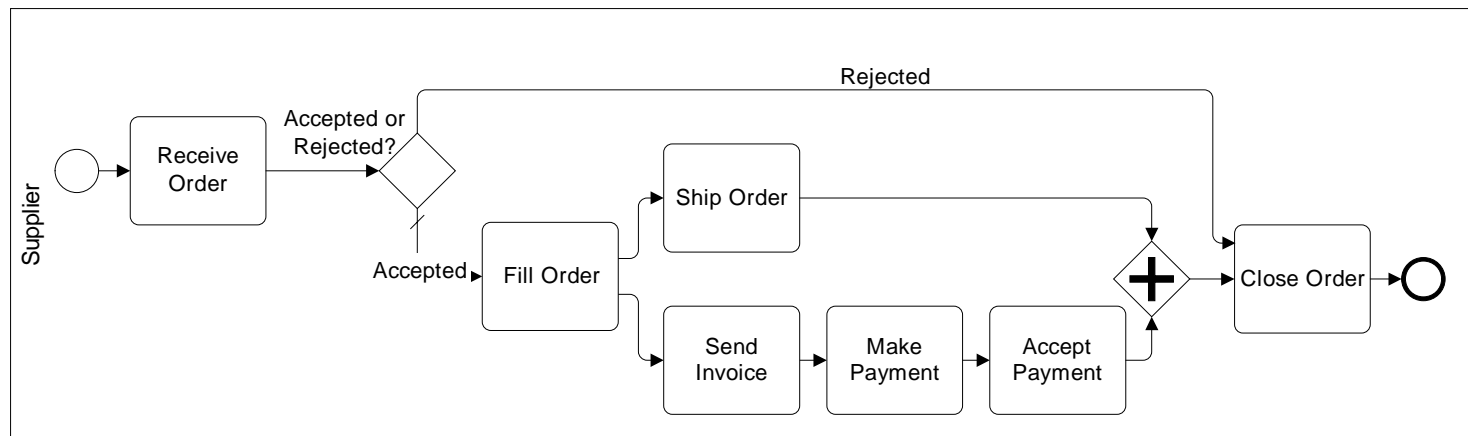 Supplier
Receive
Order
Accepted or
Rejected?
Rejected
Accepted
Fill Order
Ship Order
Send
Invoice
Make
Payment
Accept
Payment
Close Order